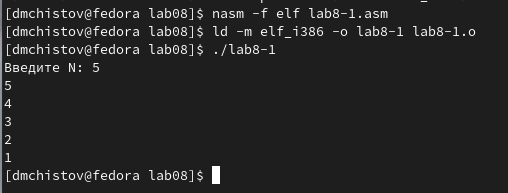 [dmchistov@fedora lab08]$ nasm -f elf lab8-1.asm
[dmchistov@fedora lab08]$ ld -m elf_i386 -o lab8-1 lab8-1.o
[dmchistov@fedora lab08]$ ./lab8-1
Введите N: 5
5
4
3
2
1
[dmchistov@fedora lab08]$